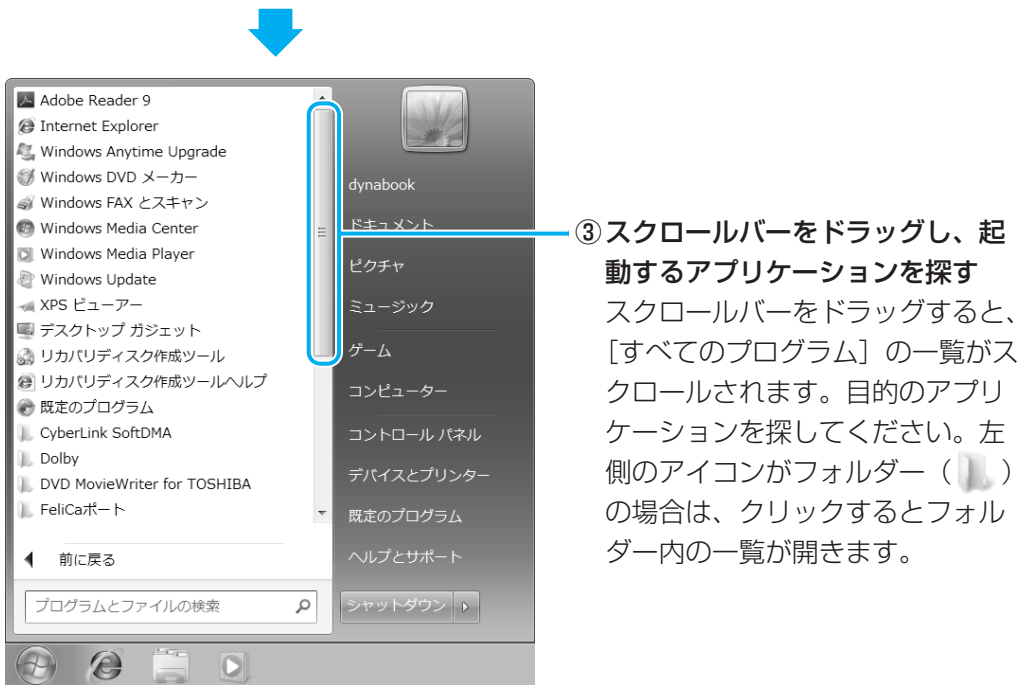 Adobe Reader 9
Internet Explorer
Windows Anytime Upgrade
Windows DVD メーカー
Windows FAX とスキャン
Windows Media Center
Windows Media Player
Windows Update
XPS ビューアー
デスクトップ ガジェット
リカバリディスク作成ツール
リカバリディスク作成ツールヘルプ
既定のプログラム
CyberLink SoftDMA
Dolby
DVD MovieWriter for TOSHIBA
FeliCaポート
前に戻る
プログラムとファイルの検索
dynabook
ドキュメント
ピクチャ
ミュージック
ゲーム
コンピューター
コントロール パネル
デバイスとプリンター
既定のプログラム
ヘルプとサポート
シャットダウン
③スクロールバーをドラッグし、起
動するアプリケーションを探す
スクロールバーをドラッグすると、
[すべてのプログラム]の一覧がス
クロールされます。目的のアプリ
ケーションを探してください。左
側のアイコンがフォルダー( )
の場合は、クリックするとフォル
ダー内の一覧が開きます。